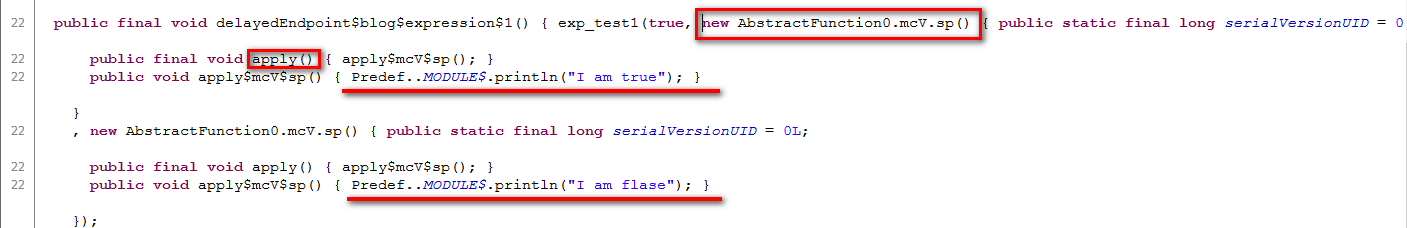 22 public final void delayedEndpoint$blog$expression$1() { exp_test1(true, new AbstractFunction0.mcV.sp() { public static final long serialVersionUID = 0
22 public final void apply() { apply$mcV$sp(); }
22 public void apply$mcV$sp() { Predef..MODULE$.println("I am true"); }
}
22 , new AbstractFunction0.mcV.sp() { public static final long serialVersionUID = 0L;
22 public final void apply() { apply$mcV$sp(); }
22 public void apply$mcV$sp() { Predef..MODULE$.println("I am flase"); }
});